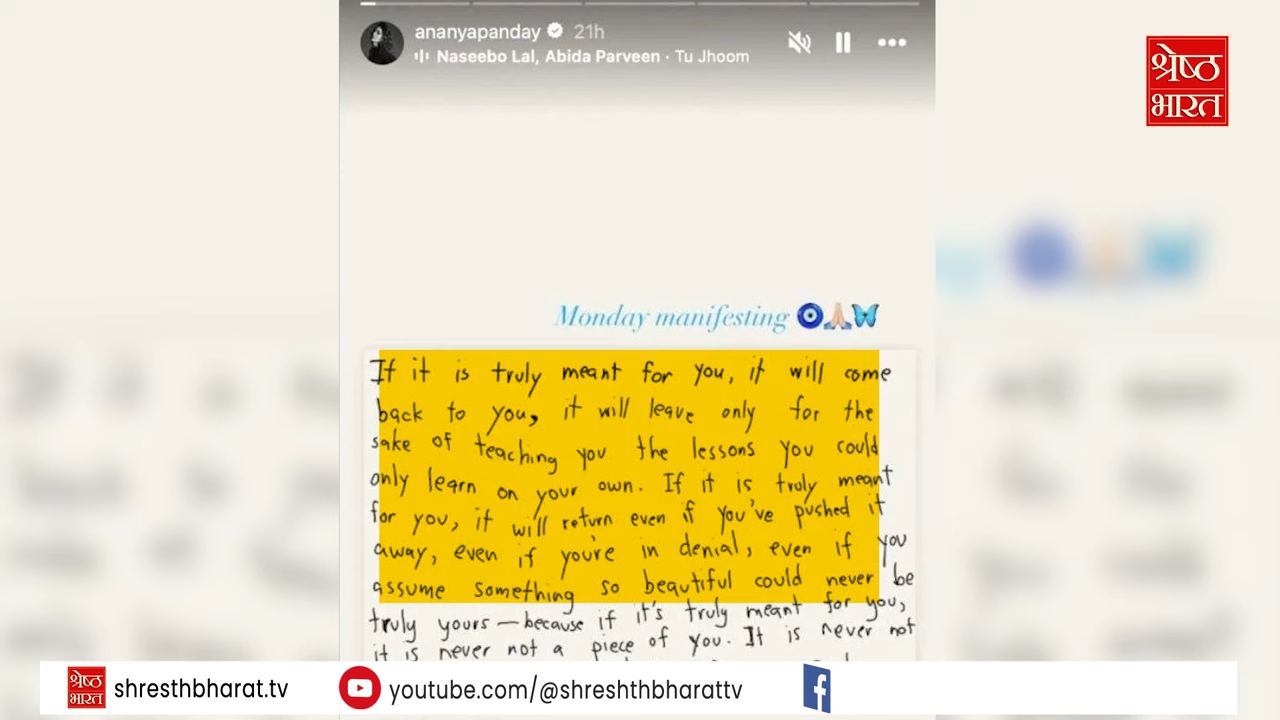 ananyapanday 21h
Naseebo Lal, Abida Parveen · Tu Jhoom
श्रेष्ठ
भारत
Monday manifesting 🧿🙏🏼🦋
If it is truly meant for you, it will come
back to you, it will leave only for the
sake of teaching you the lessons you could
only learn on your own. If it is truly meant
for you, it will return even if you've pushed it
away, even if you're in denial, even if you
assume something so beautiful could never be
truly yours — because if it's truly meant for you,
it is never not a piece of you. It is never not
श्रेष्ठ
भारत
shresthbharat.tv
youtube.com/@shreshthbharattv